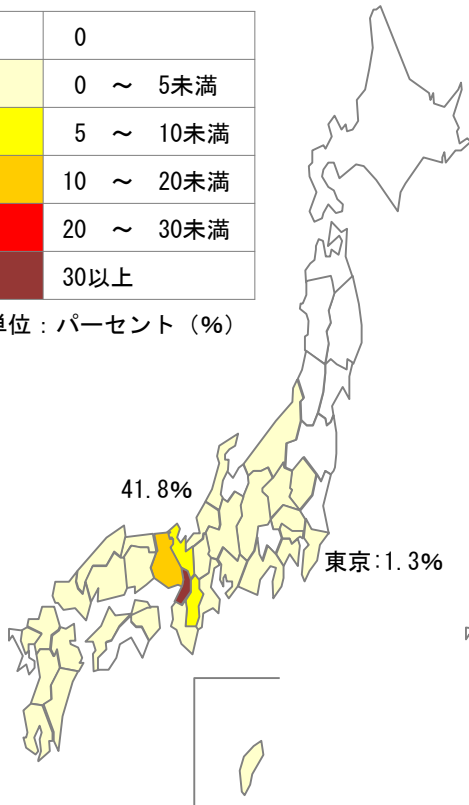 0
0 ～ 5未満
5 ～ 10未満
10 ～ 20未満
20 ～ 30未満
30以上
単位：パーセント（%）
41.8%
東京:1.3%